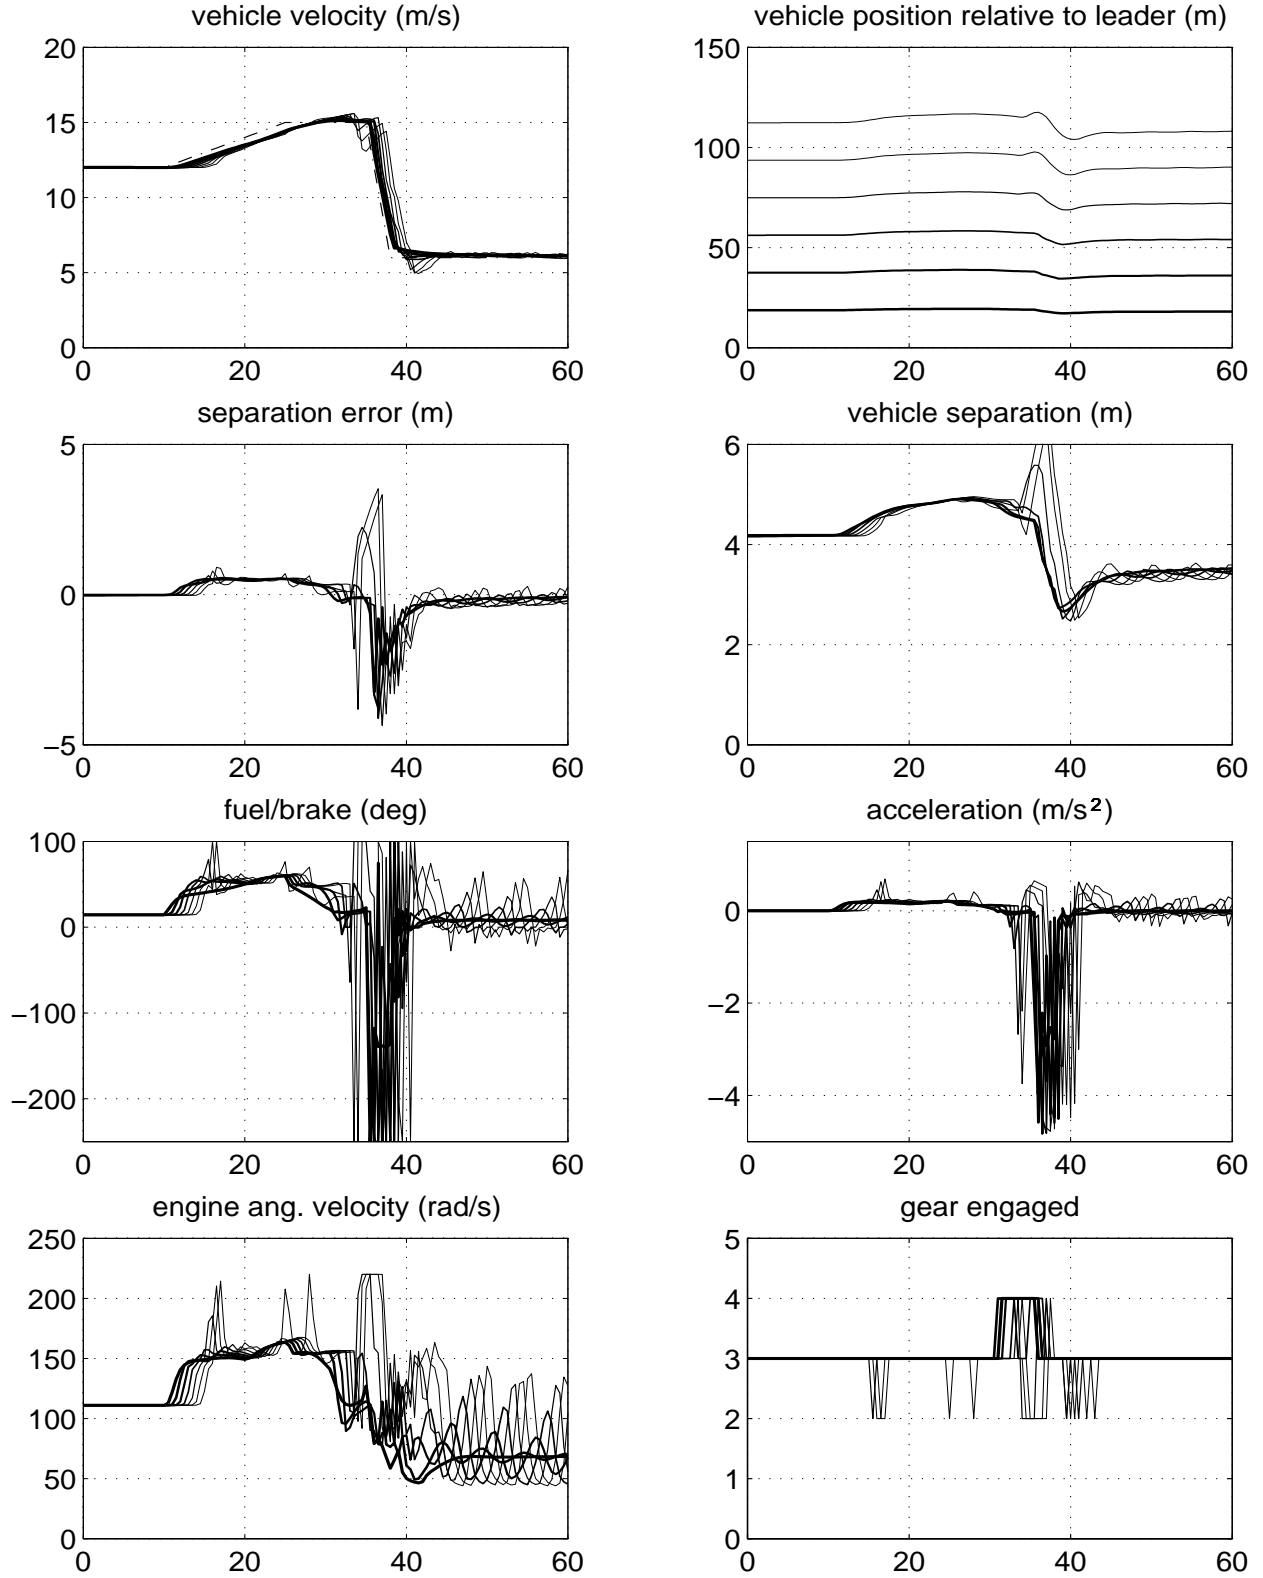 vehicle velocity (m/s)
20
15
10
5
0
0 20 40 60
vehicle position relative to leader (m)
150
100
50
0
0 20 40 60
separation error (m)
5
0
−5
0 20 40 60
vehicle separation (m)
6
4
2
0
0 20 40 60
fuel/brake (deg)
100
0
−100
−200
0 20 40 60
acceleration (m/s²)
0
−2
−4
0 20 40 60
engine ang. velocity (rad/s)
250
200
150
100
50
0
0 20 40 60
gear engaged
5
4
3
2
1
0
0 20 40 60